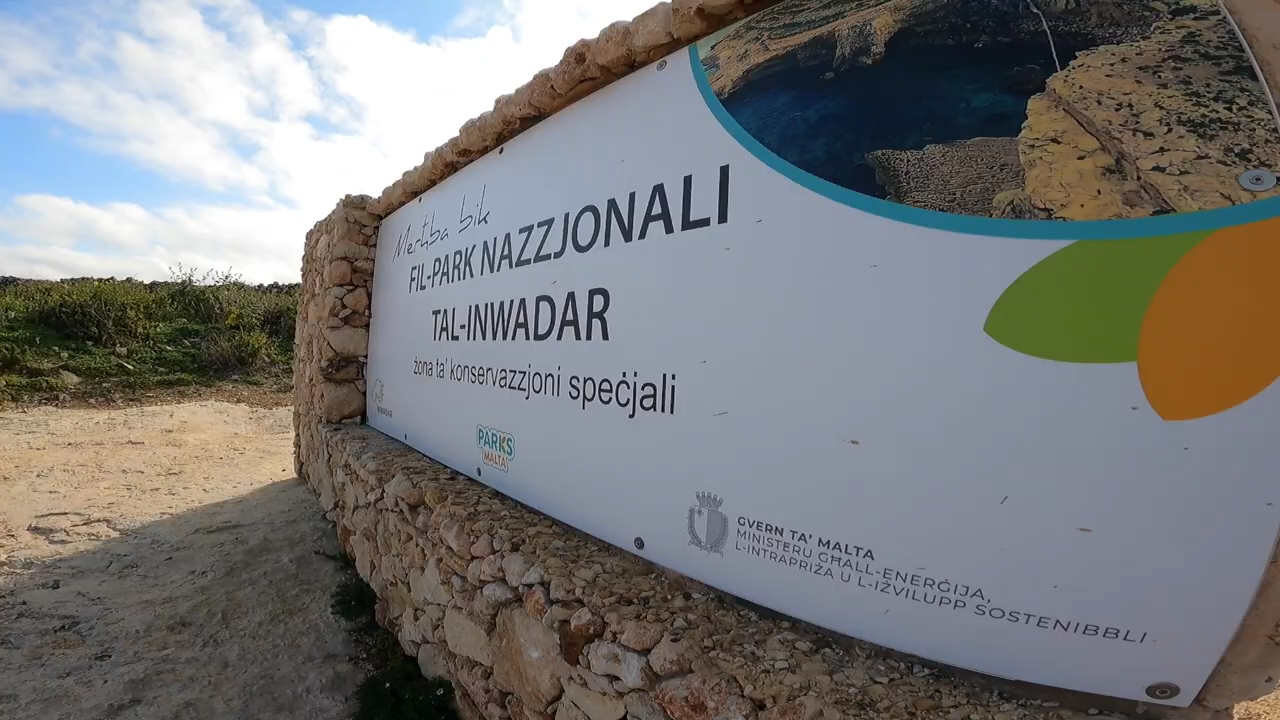 Merħba bik
FIL-PARK NAZZJONALI
TAL-INWADAR
żona ta' konservazzjoni speċjali
INWADAR
PARKS
MALTA
GVERN TA' MALTA
MINISTERU GĦALL-ENERĠIJA,
L-INTRAPRIŻA U L-IŻVILUPP SOSTENIBBLI